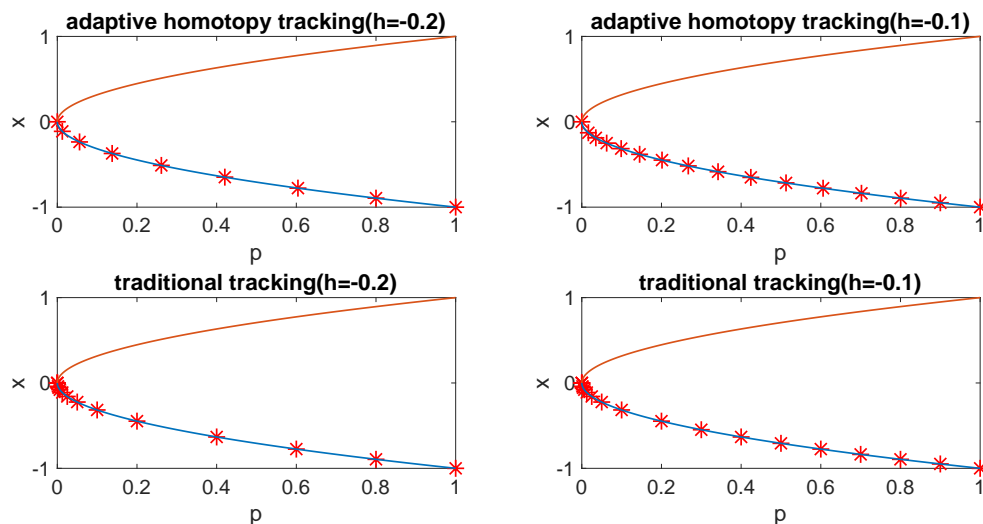 adaptive homotopy tracking(h=-0.2)
1
0
-1
x
0 0.2 0.4 0.6 0.8 1
p
adaptive homotopy tracking(h=-0.1)
1
0
-1
x
0 0.2 0.4 0.6 0.8 1
p
traditional tracking(h=-0.2)
1
0
-1
x
0 0.2 0.4 0.6 0.8 1
p
traditional tracking(h=-0.1)
1
0
-1
x
0 0.2 0.4 0.6 0.8 1
p